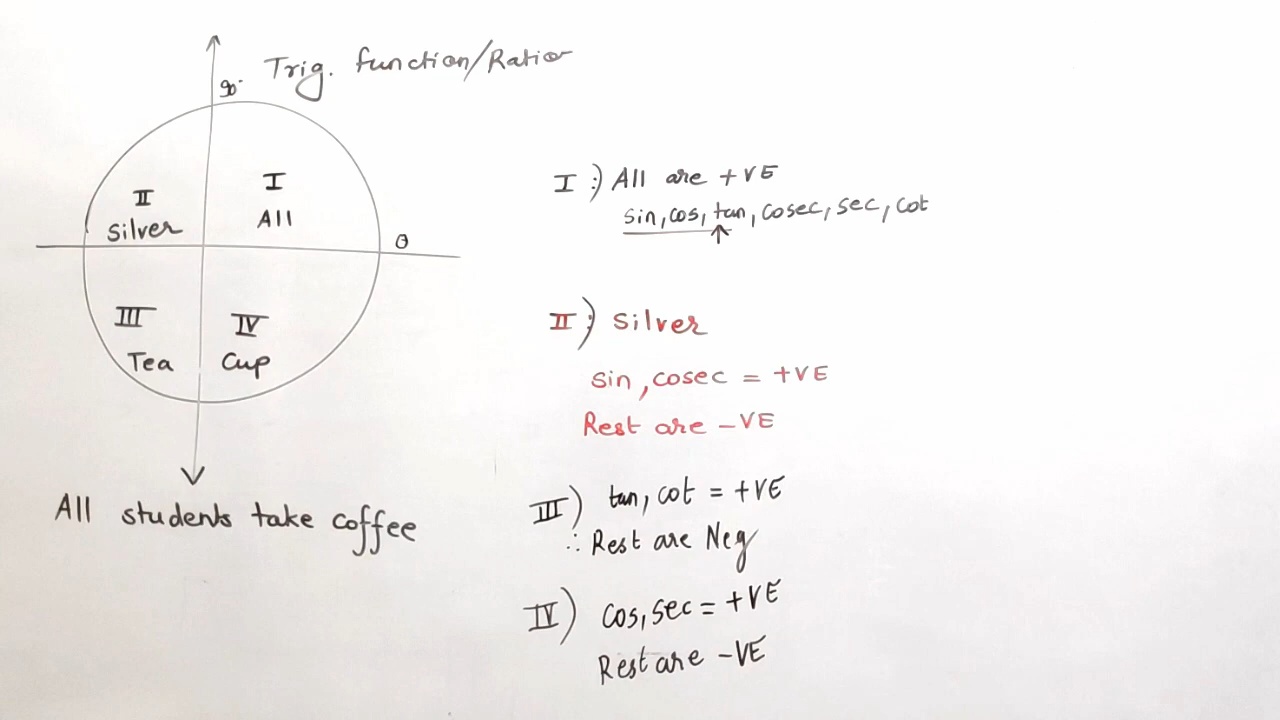 Trig. function/Ratio
90°
II
Silver
I
All
θ
III
Tea
IV
Cup
All students take coffee
I :) All are +VE
sin, cos, tan, cosec, sec, cot
II :) Silver
sin, cosec = +VE
Rest are -VE
III) tan, cot = +VE
∴ Rest are Neg
IV) cos, sec = +VE
Rest are -VE